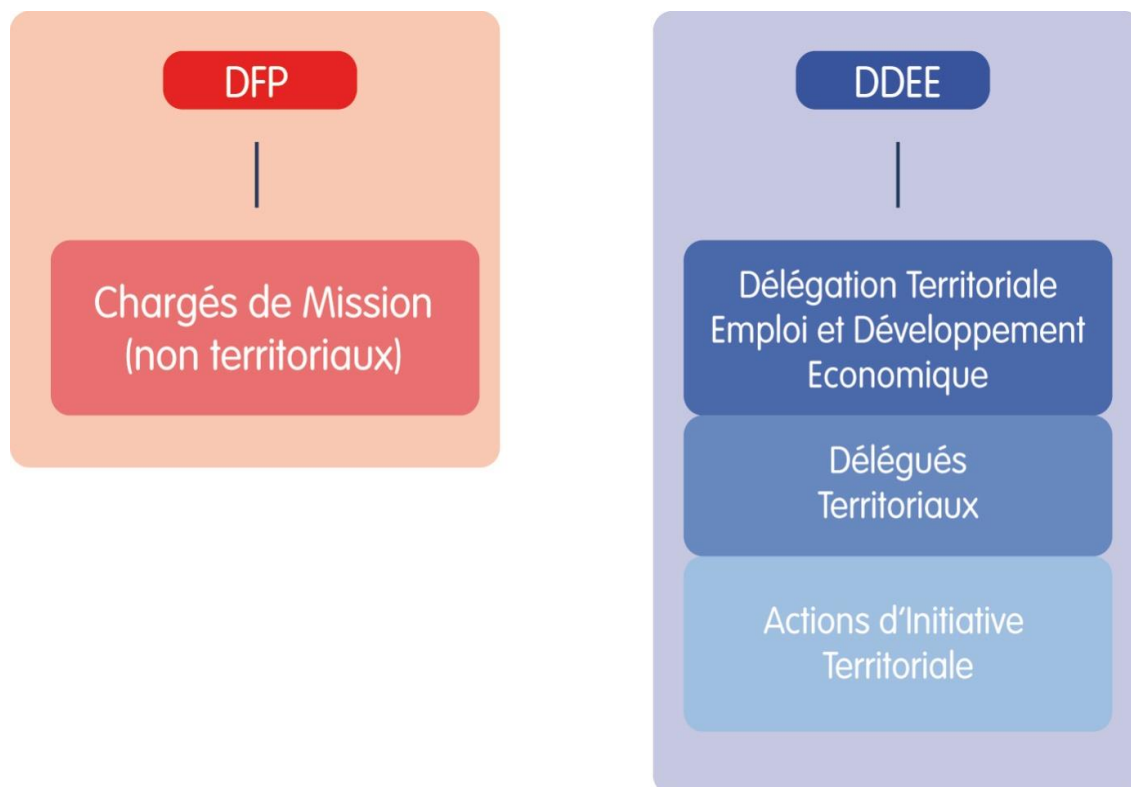 DFP
Chargés de Mission
(non territoriaux)
DDEE
Délégation Territoriale
Emploi et Développement
Economique
Délégués
Territoriaux
Actions d'Initiative
Territoriale